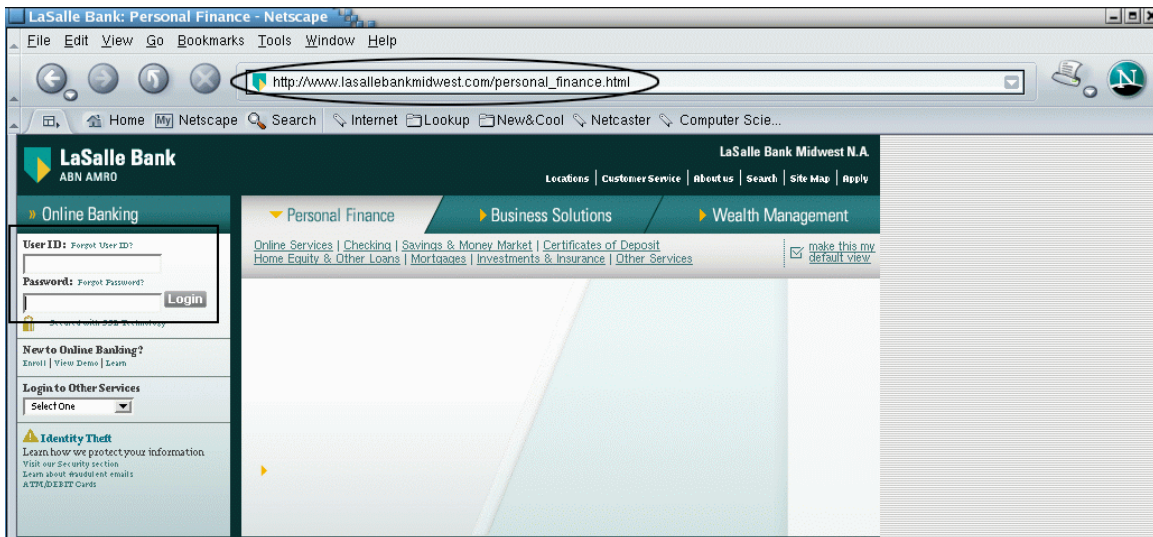 LaSalle Bank: Personal Finance - Netscape
File Edit View Go Bookmarks Tools Window Help
http://www.lasallebankmidwest.com/personal_finance.html
N
Home My Netscape Search Internet Lookup New&Cool Netcaster Computer Scie...
LaSalle Bank
ABN AMRO
LaSalle Bank Midwest N.A.
Locations | Customer Service | About us | Search | Site Map | Apply
» Online Banking
Personal Finance
Business Solutions
Wealth Management
Online Services | Checking | Savings & Money Market | Certificates of Deposit
Home Equity & Other Loans | Mortgages | Investments & Insurance | Other Services
make this my
default view
User ID: Forgot User ID?
Password: Forgot Password?
Login
Secured with SSL Technology
New to Online Banking?
Enroll | View Demo | Learn
Login to Other Services
Select One
Identity Theft
Learn how we protect your information
Visit our Security section
Learn about fraudulent emails
ATM/DEBIT Cards